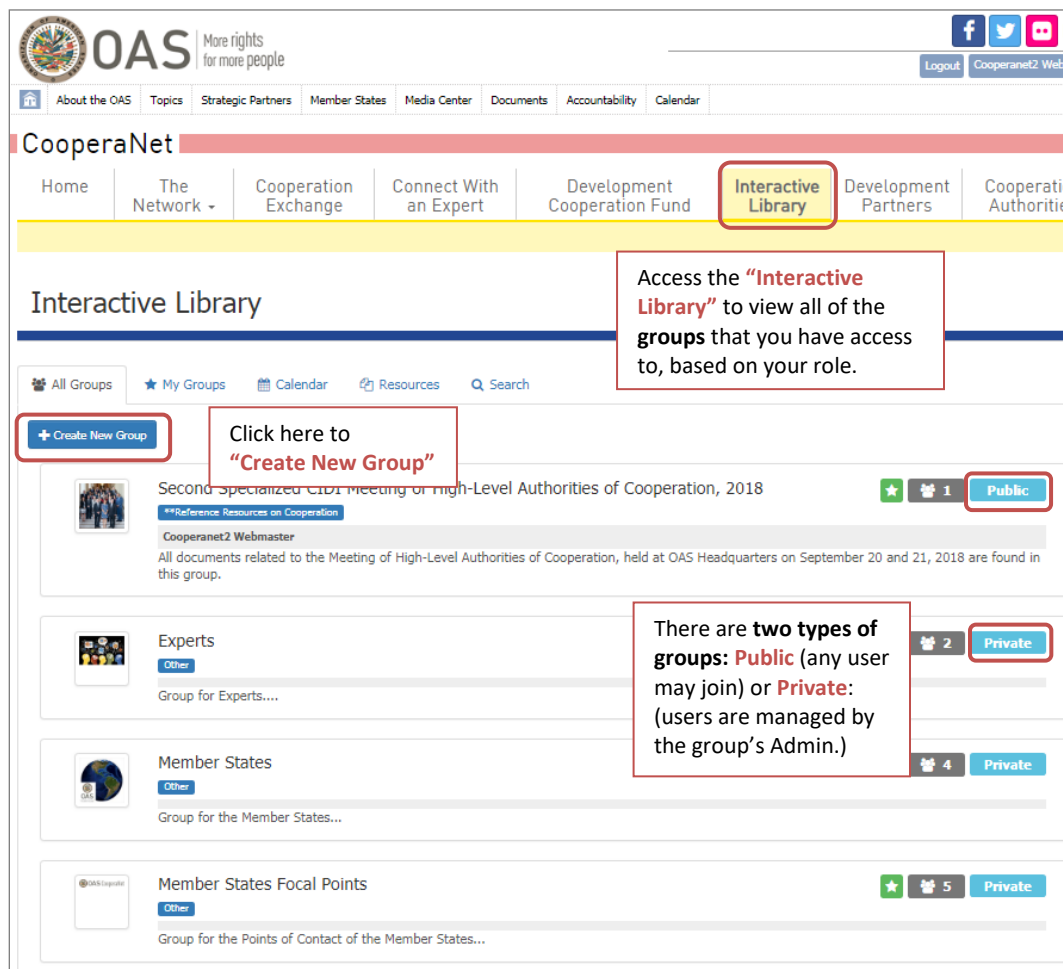 OAS
More rights
for more people
Logout
Cooperanet2 Web
About the OAS Topics Strategic Partners Member States Media Center Documents Accountability Calendar
CooperaNet
Home
The
Network
Cooperation
Exchange
Connect With
an Expert
Development
Cooperation Fund
Interactive
Library
Development
Partners
Cooperati
Authoritie
Interactive Library
Access the “Interactive
Library” to view all of the
groups that you have access
to, based on your role.
All Groups My Groups Calendar Resources Search
Create New Group
Click here to
“Create New Group”
Second Specialized CIDI Meeting of High-Level Authorities of Cooperation, 2018
1 Public
**Reference Resources on Cooperation
Cooperanet2 Webmaster
All documents related to the Meeting of High-Level Authorities of Cooperation, held at OAS Headquarters on September 20 and 21, 2018 are found in
this group.
Experts
2 Private
Other
Group for Experts....
There are two types of
groups: Public (any user
may join) or Private:
(users are managed by
the group’s Admin.)
Member States
4 Private
Other
Group for the Member States...
Member States Focal Points
5 Private
Other
Group for the Points of Contact of the Member States...